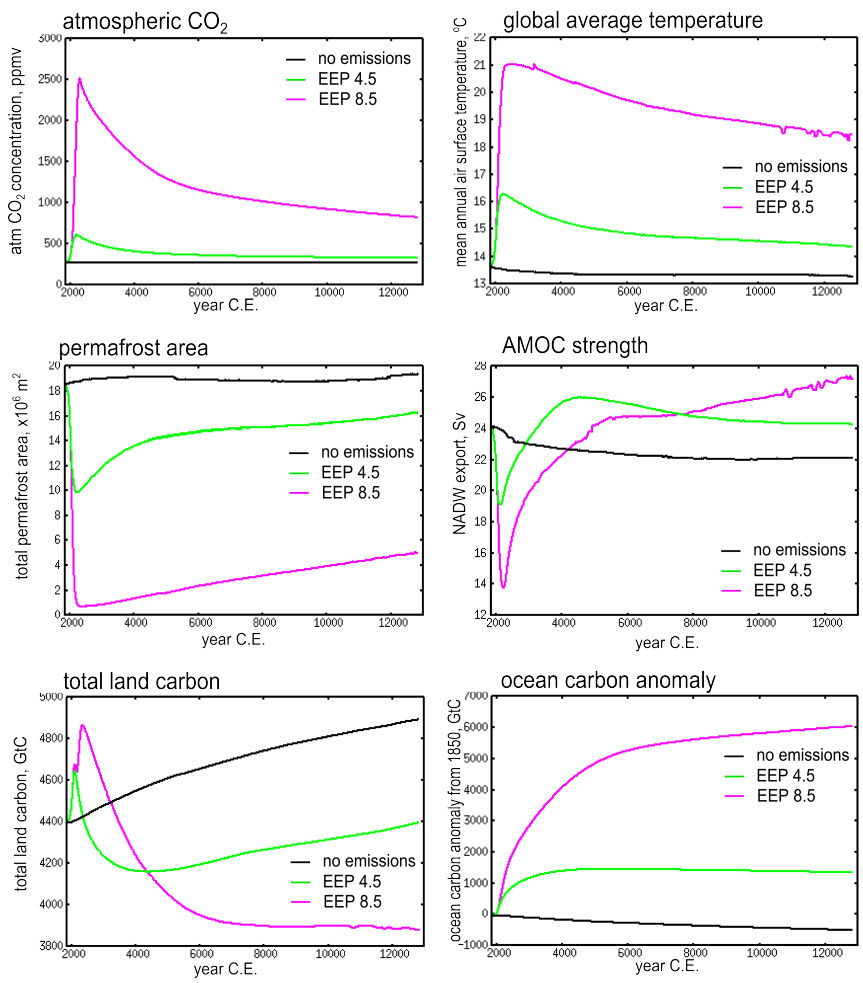 atmospheric CO₂
atm CO₂ concentration, ppmv
3000
2500
2000
1500
1000
500
0
2000 4000 6000 8000 10000 12000
year C.E.
no emissions
EEP 4.5
EEP 8.5
global average temperature
mean annual air surface temperature, ºC
22
21
20
19
18
17
16
15
14
13
2000 4000 6000 8000 10000 12000
year C.E.
no emissions
EEP 4.5
EEP 8.5
permafrost area
total permafrost area, x10⁶ m²
20
18
16
14
12
10
8
6
4
2
0
2000 4000 6000 8000 10000 12000
year C.E.
no emissions
EEP 4.5
EEP 8.5
AMOC strength
NADW export, Sv
28
26
24
22
20
18
16
14
12
2000 4000 6000 8000 10000 12000
year C.E.
no emissions
EEP 4.5
EEP 8.5
total land carbon
total land carbon, GtC
5000
4800
4600
4400
4200
4000
3800
2000 4000 6000 8000 10000 12000
year C.E.
no emissions
EEP 4.5
EEP 8.5
ocean carbon anomaly
ocean carbon anomaly from 1850, GtC
7000
6000
5000
4000
3000
2000
1000
0
-1000
2000 4000 6000 8000 10000 12000
year C.E.
no emissions
EEP 4.5
EEP 8.5